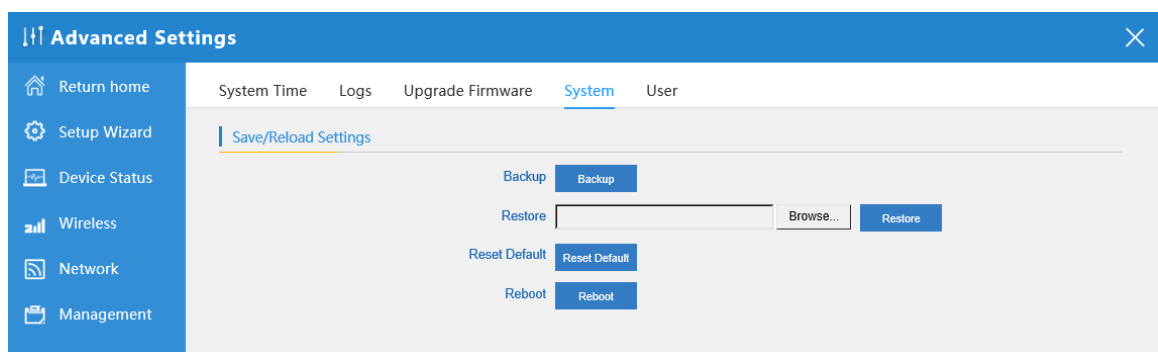 Advanced Settings
Return home
Setup Wizard
Device Status
Wireless
Network
Management
System Time Logs Upgrade Firmware System User
Save/Reload Settings
Backup Backup
Restore Browse... Restore
Reset Default Reset Default
Reboot Reboot